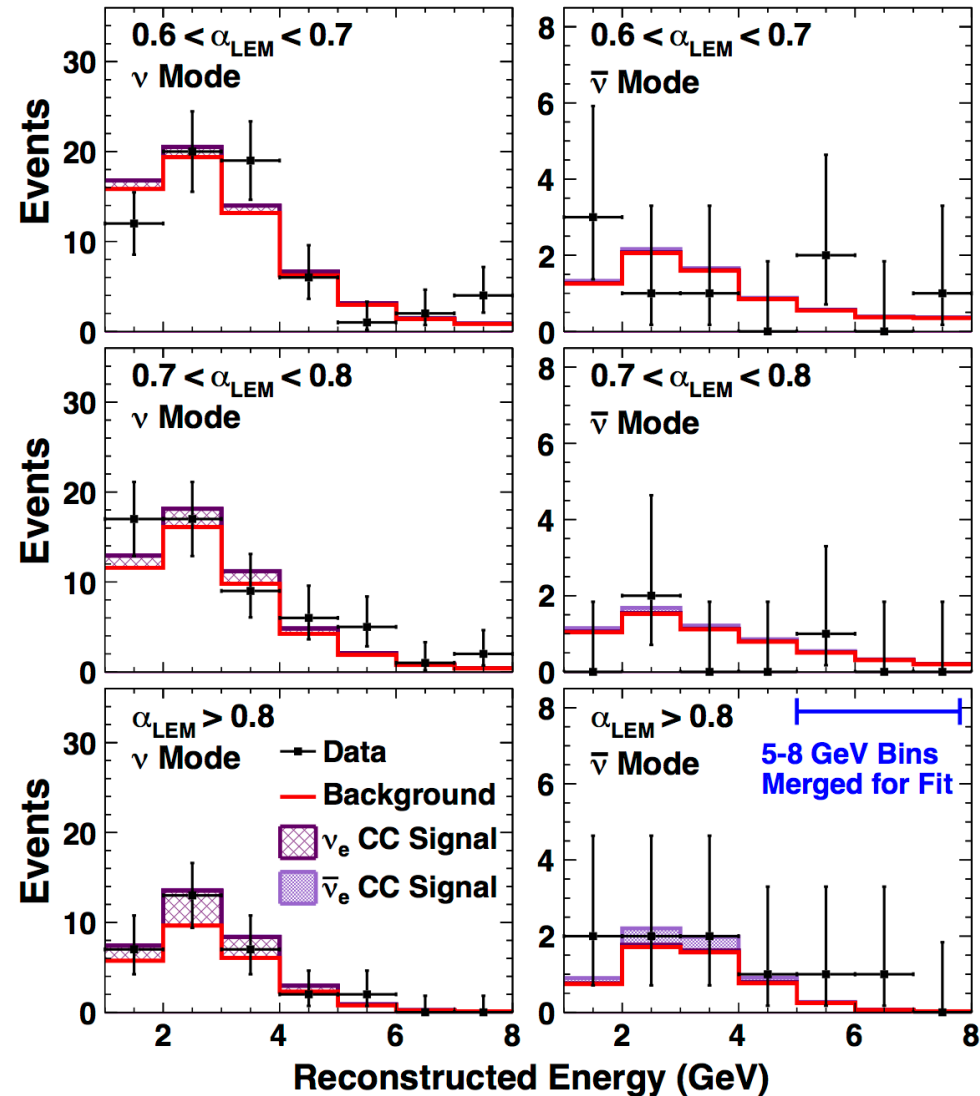 0.6 < α_LEM < 0.7
ν Mode
Events
30
20
10
0
0.6 < α_LEM < 0.7
ν̄ Mode
8
6
4
2
0
0.7 < α_LEM < 0.8
ν Mode
Events
30
20
10
0
0.7 < α_LEM < 0.8
ν̄ Mode
8
6
4
2
0
α_LEM > 0.8
ν Mode
Data
Background
ν_e CC Signal
ν̄_e CC Signal
Events
30
20
10
0
2 4 6 8
α_LEM > 0.8
ν̄ Mode
5-8 GeV Bins
Merged for Fit
8
6
4
2
0
2 4 6 8
Reconstructed Energy (GeV)